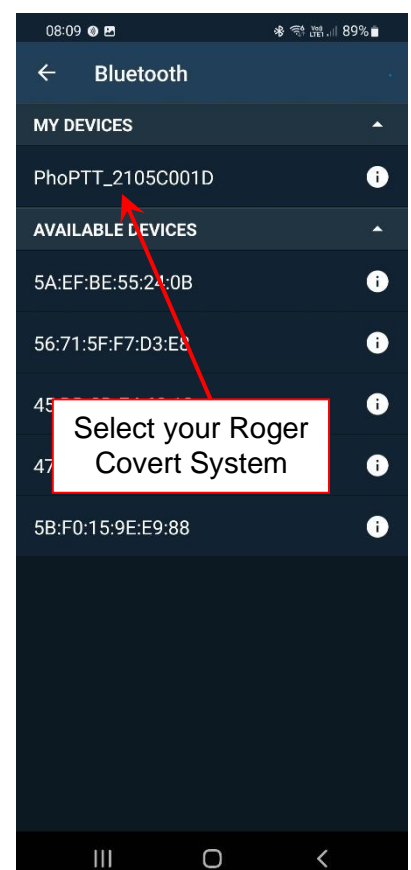 08:09 89%
Bluetooth
MY DEVICES
PhoPTT_2105C001D
AVAILABLE DEVICES
5A:EF:BE:55:24:0B
56:71:5F:F7:D3:E8
Select your Roger
Covert System
5B:F0:15:9E:E9:88